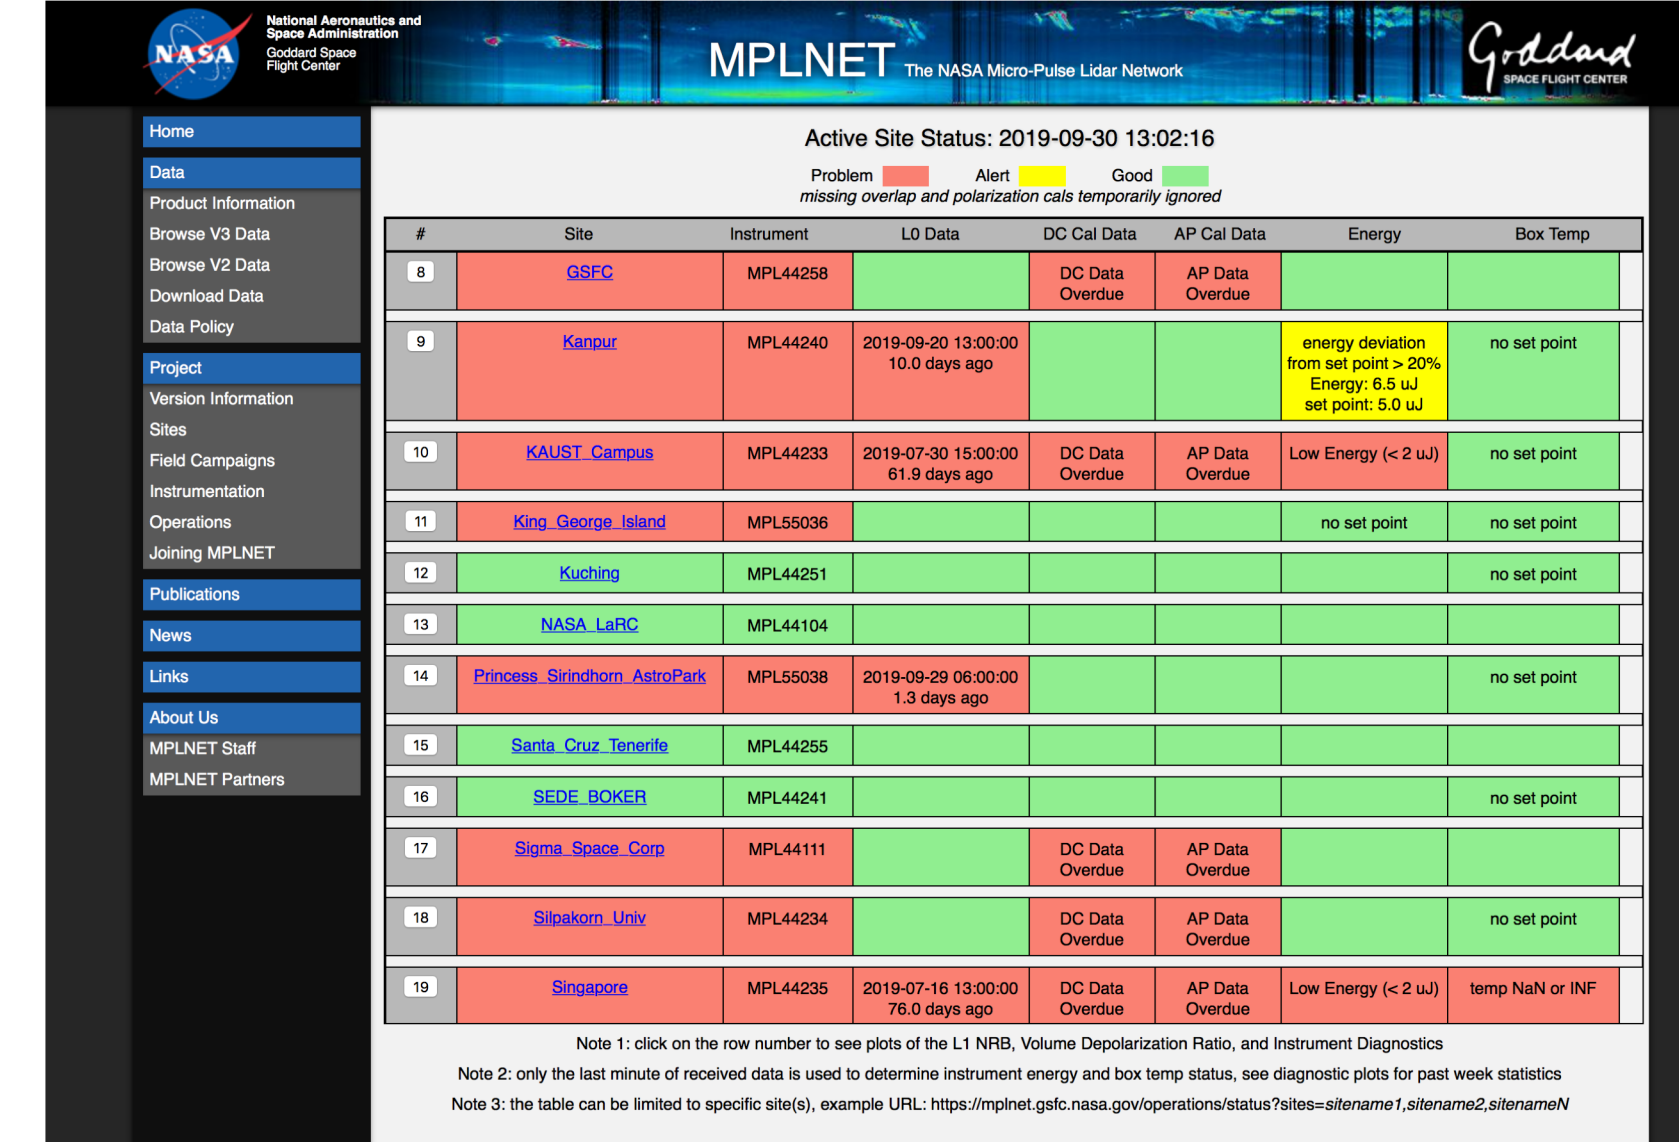 National Aeronautics and
Space Administration
Goddard Space
Flight Center
NASA
MPLNET The NASA Micro-Pulse Lidar Network
Goddard
SPACE FLIGHT CENTER
Home
Data
Product Information
Browse V3 Data
Browse V2 Data
Download Data
Data Policy
Project
Version Information
Sites
Field Campaigns
Instrumentation
Operations
Joining MPLNET
Publications
News
Links
About Us
MPLNET Staff
MPLNET Partners
Active Site Status: 2019-09-30 13:02:16
Problem Alert Good
missing overlap and polarization cals temporarily ignored
# Site Instrument L0 Data DC Cal Data AP Cal Data Energy Box Temp
8 GSFC MPL44258 DC Data AP Data
Overdue Overdue
9 Kanpur MPL44240 2019-09-20 13:00:00 energy deviation no set point
10.0 days ago from set point > 20%
Energy: 6.5 uJ
set point: 5.0 uJ
10 KAUST_Campus MPL44233 2019-07-30 15:00:00 DC Data AP Data Low Energy (< 2 uJ) no set point
61.9 days ago Overdue Overdue
11 King_George_Island MPL55036 no set point no set point
12 Kuching MPL44251 no set point
13 NASA_LaRC MPL44104
14 Princess_Sirindhorn_AstroPark MPL55038 2019-09-29 06:00:00 no set point
1.3 days ago
15 Santa_Cruz_Tenerife MPL44255
16 SEDE_BOKER MPL44241 no set point
17 Sigma_Space_Corp MPL44111 DC Data AP Data
Overdue Overdue
18 Silpakorn_Univ MPL44234 DC Data AP Data no set point
Overdue Overdue
19 Singapore MPL44235 2019-07-16 13:00:00 DC Data AP Data Low Energy (< 2 uJ) temp NaN or INF
76.0 days ago Overdue Overdue
Note 1: click on the row number to see plots of the L1 NRB, Volume Depolarization Ratio, and Instrument Diagnostics
Note 2: only the last minute of received data is used to determine instrument energy and box temp status, see diagnostic plots for past week statistics
Note 3: the table can be limited to specific site(s), example URL: https://mplnet.gsfc.nasa.gov/operations/status?sites=sitename1,sitename2,sitenameN